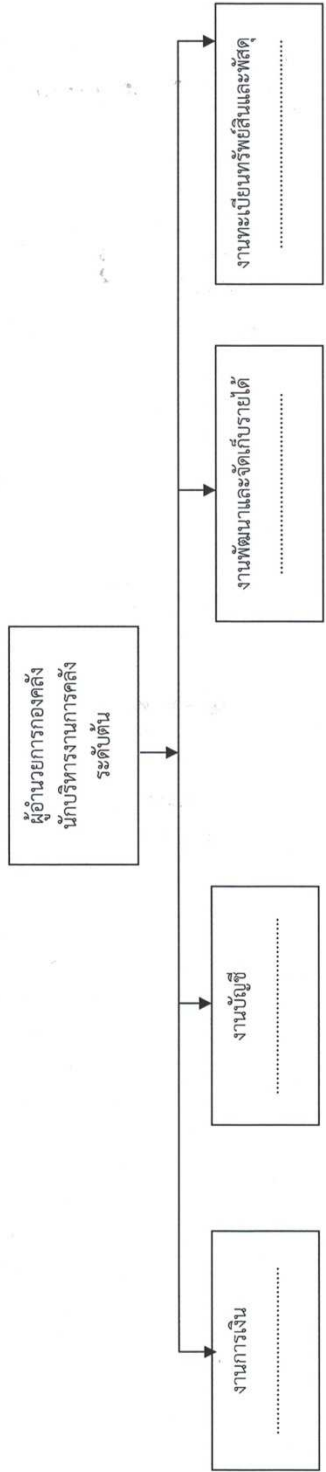 ผู้อำนวยการกองคลัง
นักบริหารงานการคลัง
ระดับต้น
งานการเงิน
................................................
งานบัญชี
................................................
งานพัฒนาและจัดเก็บรายได้
................................................
งานทะเบียนทรัพย์สินและพัสดุ
................................................